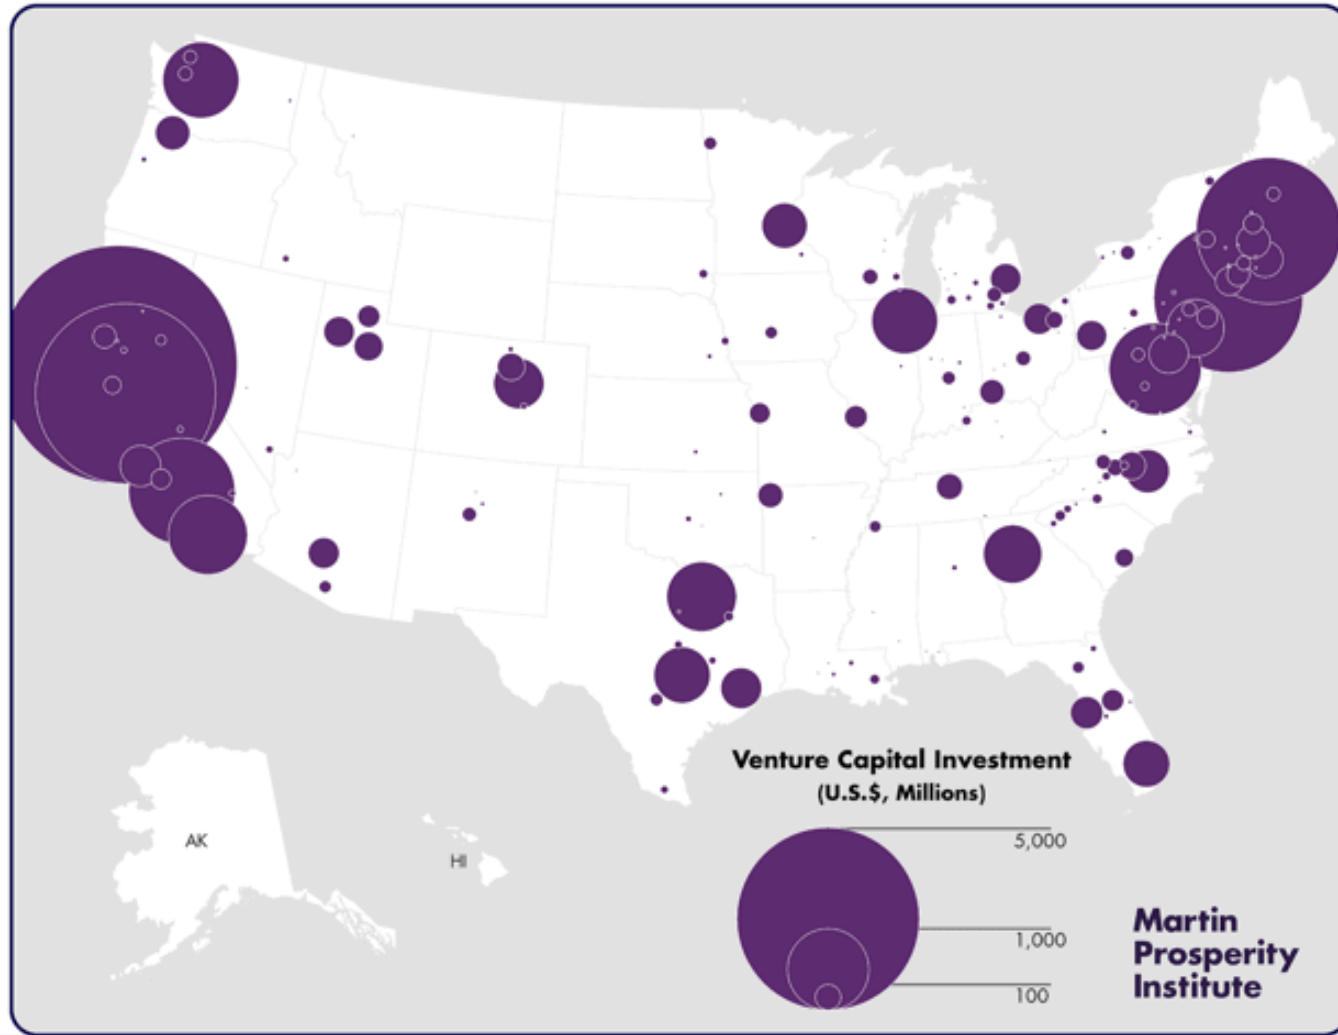 AK
HI
Venture Capital Investment
(U.S.$, Millions)
5,000
1,000
100
Martin
Prosperity
Institute